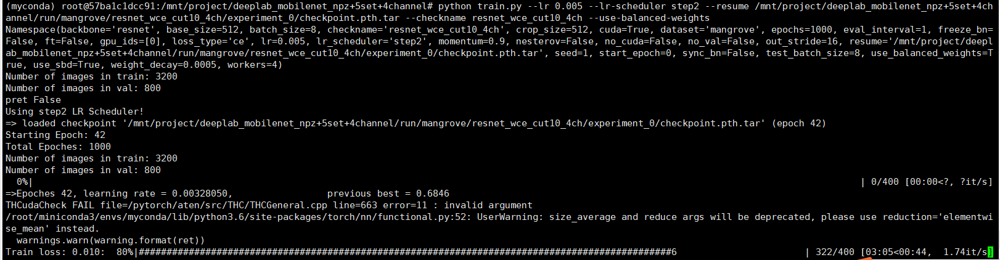 (myconda) root@57ba1c1dcc91:/mnt/project/deeplab_mobilenet_npz+5set+4channel# python train.py --lr 0.005 --lr-scheduler step2 --resume /mnt/project/deeplab_mobilenet_npz+5set+4ch
annel/run/mangrove/resnet_wce_cut10_4ch/experiment_0/checkpoint.pth.tar --checkname resnet_wce_cut10_4ch --use-balanced-weights
Namespace(backbone='resnet', base_size=512, batch_size=8, checkname='resnet_wce_cut10_4ch', crop_size=512, cuda=True, dataset='mangrove', epochs=1000, eval_interval=1, freeze_bn=
False, ft=False, gpu_ids=[0], loss_type='ce', lr=0.005, lr_scheduler='step2', momentum=0.9, nesterov=False, no_cuda=False, no_val=False, out_stride=16, resume='/mnt/project/deepl
ab_mobilenet_npz+5set+4channel/run/mangrove/resnet_wce_cut10_4ch/experiment_0/checkpoint.pth.tar', seed=1, start_epoch=0, sync_bn=False, test_batch_size=8, use_balanced_weights=T
rue, use_sbd=True, weight_decay=0.0005, workers=4)
Number of images in train: 3200
Number of images in val: 800
pret False
Using step2 LR Scheduler!
=> loaded checkpoint '/mnt/project/deeplab_mobilenet_npz+5set+4channel/run/mangrove/resnet_wce_cut10_4ch/experiment_0/checkpoint.pth.tar' (epoch 42)
Starting Epoch: 42
Total Epoches: 1000
Number of images in train: 3200
Number of images in val: 800
0%| | 0/400 [00:00<?, ?it/s]
=>Epoches 42, learning rate = 0.00328050, previous best = 0.6846
THCudaCheck FAIL file=/pytorch/aten/src/THC/THCGeneral.cpp line=663 error=11 : invalid argument
/root/miniconda3/envs/myconda/lib/python3.6/site-packages/torch/nn/functional.py:52: UserWarning: size_average and reduce args will be deprecated, please use reduction='elementwi
se_mean' instead.
warnings.warn(warning.format(ret))
Train loss: 0.010: 80%|################################################################################################6 | 322/400 [03:05<00:44, 1.74it/s]